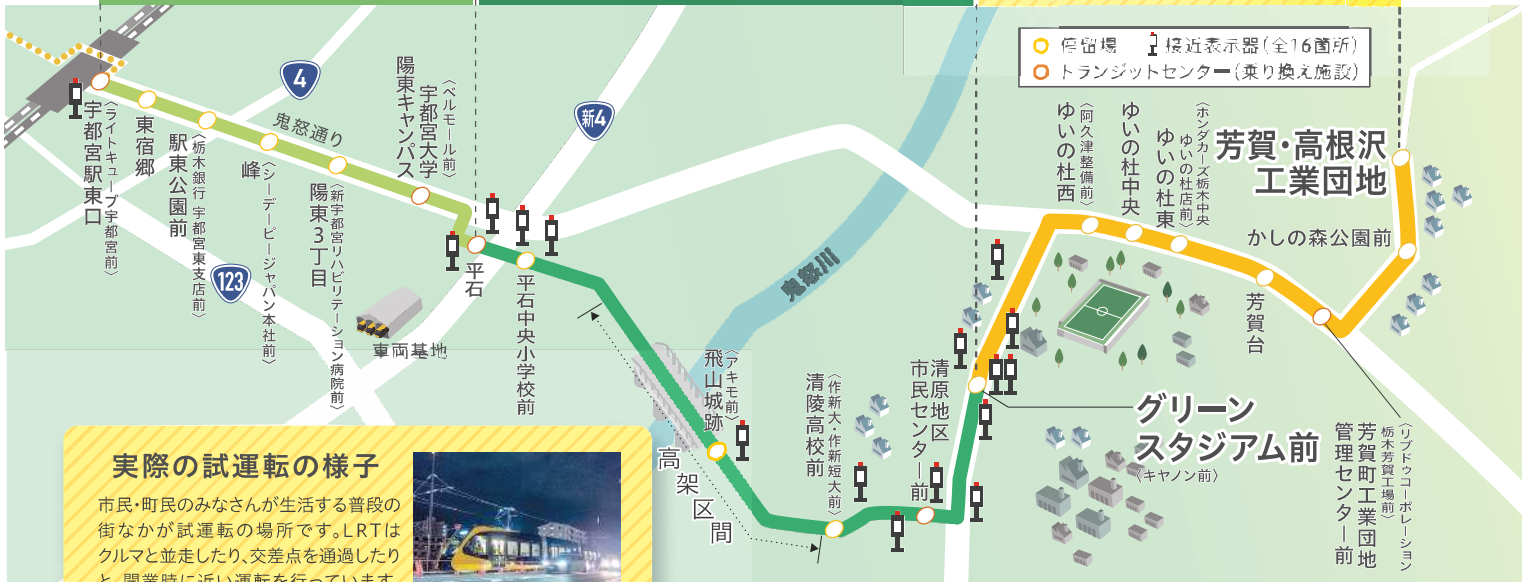 停留場 接近表示器(全16箇所)
トランジットセンター(乗り換え施設)
4
新4
123
鬼怒通り
鬼怒川
宇都宮駅東口
〈ライトキューブ宇都宮前〉
東宿郷
駅東公園前
〈栃木銀行 宇都宮東支店前〉
峰
〈シーデーピージャパン本社前〉
陽東3丁目
〈新宇都宮リハビリテーション病院前〉
宇都宮大学
陽東キャンパス
〈ベルモール前〉
平石
車両基地
平石中央小学校前
飛山城跡
〈アキモ前〉
高架区間
清陵高校前
〈作新大・作新短大前〉
清原地区
市民センター前
グリーン
スタジアム前
〈キヤノン前〉
ゆいの杜西
〈阿久津整備前〉
ゆいの杜中央
ゆいの杜東
〈ホンダカーズ栃木中央
ゆいの杜店前〉
芳賀台
芳賀町工業団地
管理センター前
〈リブドゥコーポレーション
栃木芳賀工場前〉
かしの森公園前
芳賀・高根沢
工業団地
実際の試運転の様子
市民・町民のみなさんが生活する普段の
街なかが試運転の場所です。LRTは
クルマと並走したり、交差点を通過したり
と、開業時に近い運転を行っています。